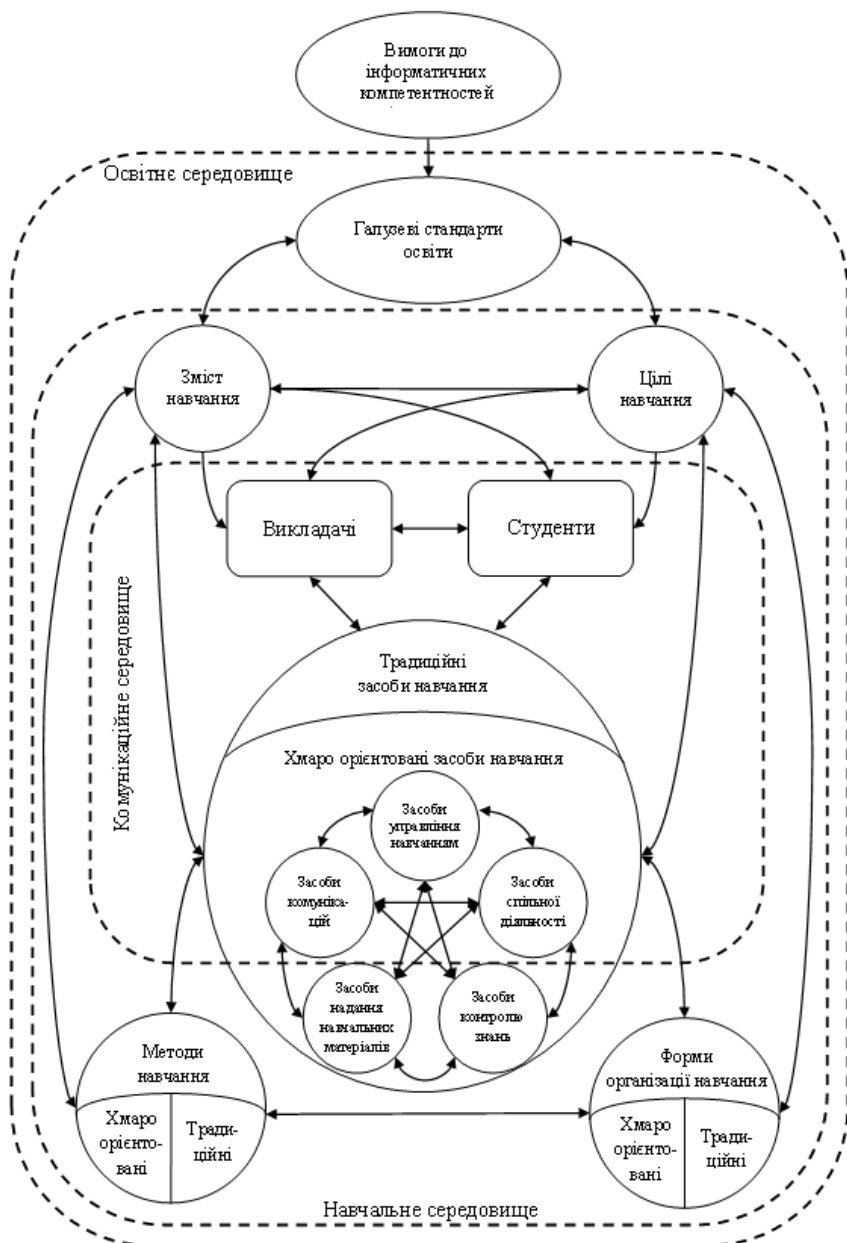 Вимоги до
інформатичних
компетентностей
Освітнє середовище
Галузеві стандарти
освіти
Зміст
навчання
Цілі
навчання
Викладачі
Студенти
Комунікаційне середовище
Традиційні
засоби навчання
Хмаро орієнтовані засоби навчання
Засоби
управління
навчанням
Засоби
комуніка-
цій
Засоби
спільної
діяльності
Засоби
надання
навчальних
матеріалів
Засоби
контролю
знань
Методи
навчання
Хмаро
орієнто-
вані
Тради-
ційні
Форми
організації навчання
Хмаро
орієнто-
вані
Тради-
ційні
Навчальне середовище